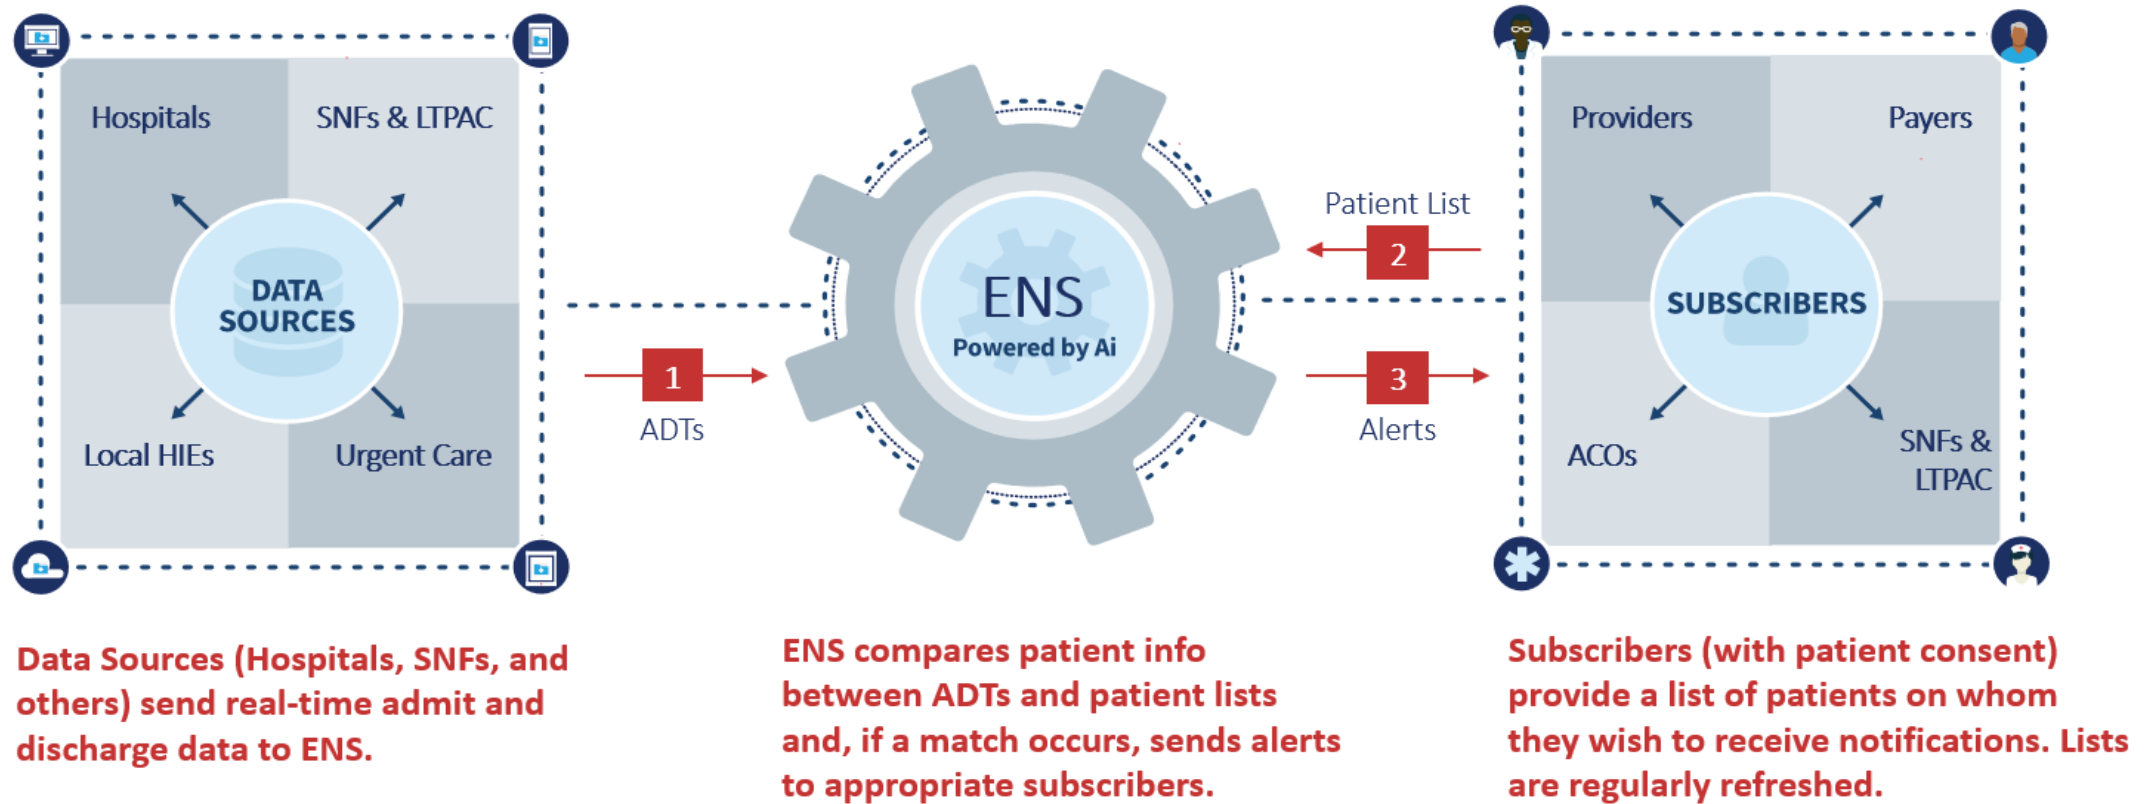 Hospitals
SNFs & LTPAC
DATA
SOURCES
Local HIEs
Urgent Care
1
ADTs
ENS
Powered by Ai
Patient List
2
3
Alerts
Providers
Payers
SUBSCRIBERS
ACOs
SNFs &
LTPAC
Data Sources (Hospitals, SNFs, and
others) send real-time admit and
discharge data to ENS.
ENS compares patient info
between ADTs and patient lists
and, if a match occurs, sends alerts
to appropriate subscribers.
Subscribers (with patient consent)
provide a list of patients on whom
they wish to receive notifications. Lists
are regularly refreshed.